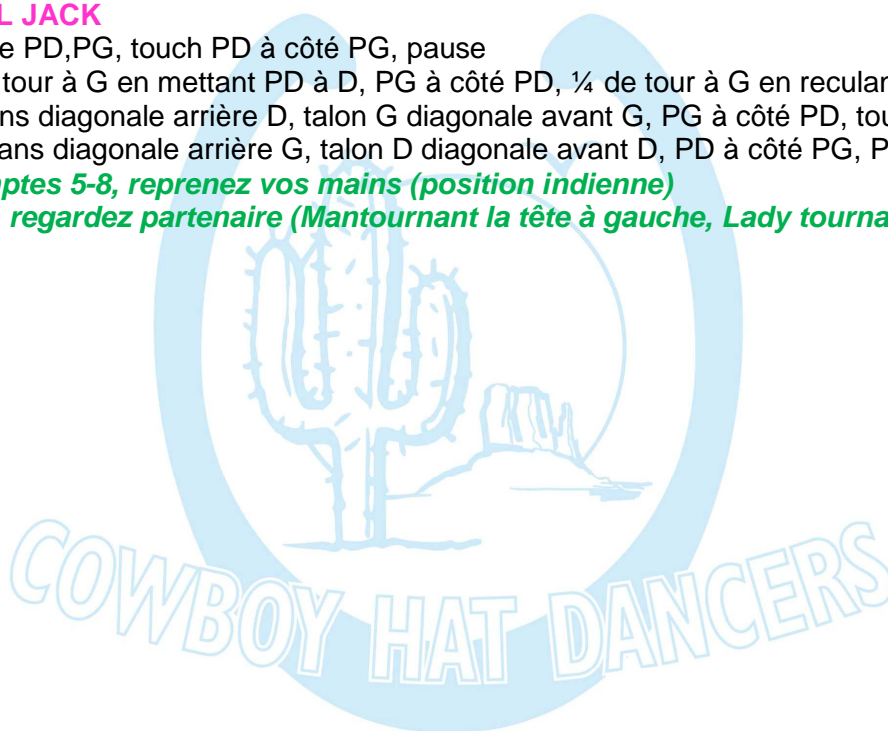 L JACK
e PD,PG, touch PD à côté PG, pause
tour à G en mettant PD à D, PG à côté PD, ¼ de tour à G en reculan
ns diagonale arrière D, talon G diagonale avant G, PG à côté PD, tou
ans diagonale arrière G, talon D diagonale avant D, PD à côté PG, P
ptes 5-8, reprenez vos mains (position indienne)
, regardez partenaire (Mantournant la tête à gauche, Lady tourna
COWBOY HAT DANCERS